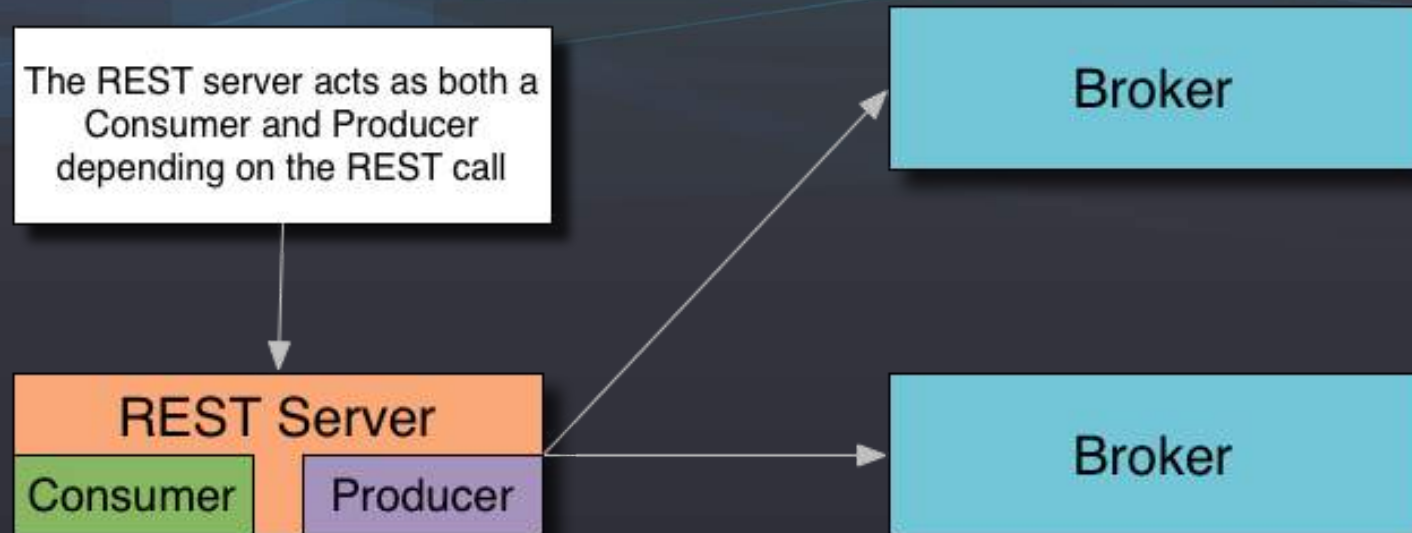 The REST server acts as both a
Consumer and Producer
depending on the REST call
Broker
REST Server
Consumer
Producer
Broker